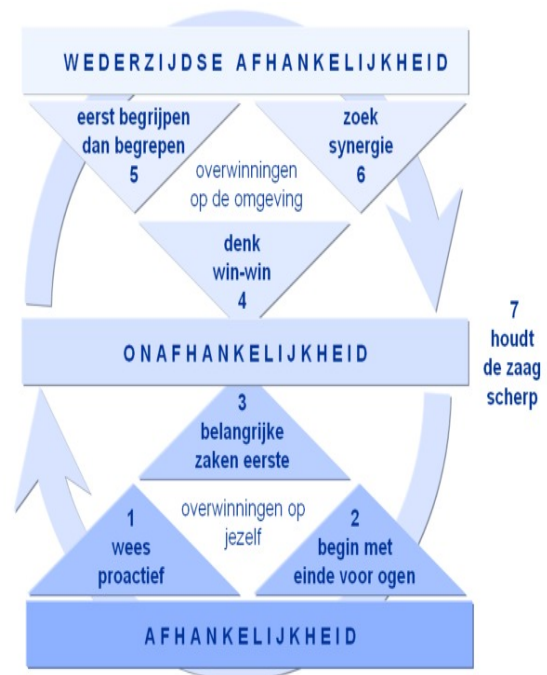 WEDERZIJDSE AFHANKELIJKHEID
eerst begrijpen
dan begrepen
5
zoek
synergie
6
overwinningen
op de omgeving
denk
win-win
4
7
houdt
de zaag
scherp
ONAFHANKELIJKHEID
3
belangrijke
zaken eerste
overwinningen op
jezelf
1
wees
proactief
2
begin met
einde voor ogen
AFHANKELIJKHEID